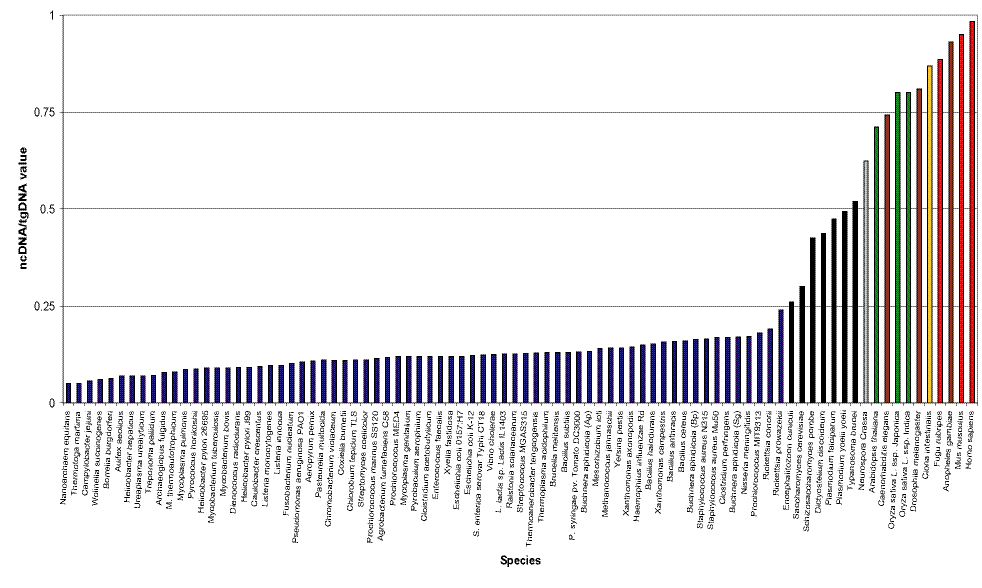 1
0.75
0.5
0.25
0
ncDNA/tgDNA value
Nanoarchaeum equitans
Thermotoga maritima
Campylobacter jejuni
Wolinella succinogenes
Borrelia burgdorferi
Aquifex aeolicus
Helicobacter hepaticus
Ureaplasma urealyticum
Treponema pallidum
Archaeoglobus fulgidus
M. thermoautotrophicum
Mycoplasma pulmonis
Pyrococcus horikoshii
Helicobacter pylori 26695
Mycobacterium tuberculosis
Mycobacterium bovis
Deinococcus radiodurans
Helicobacter pylori J99
Caulobacter crescentus
Listeria monocytogenes
Listeria innocua
Fusobacterium nucleatum
Pseudomonas aeruginosa PAO1
Aeropyrum pernix
Pasteurella multocida
Chromobacterium violaceum
Coxiella burnetii
Chlorobium tepidum TLS
Streptomyces coelicolor
Prochlorococcus marinus SS120
Agrobacterium tumefaciens C58
Prochlorococcus MED4
Mycoplasma genitalium
Pyrobaculum aerophilum
Clostridium acetobutylicum
Enterococcus faecalis
Xylella fastidiosa
Escherichia coli 0157:H7
Escherichia coli K-12
S. enterica serovar Typhi CT18
Vibrio cholerae
L. lactis sp. Lactis IL1403
Ralstonia solanacearum
Streptococcus MGAS315
Thermoanaerobacter tengcongensis
Thermoplasma acidophilum
Brucella melitensis
Bacillus subtilis
P. syringae pv. Tomato DC3000
Buchnera aphidicola (Ap)
Mesorhizobium loti
Methanococcus jannaschii
Yersinia pestis
Xanthomonas axonopodis
Haemophilus influenzae Rd
Bacillus halodurans
Xanthomonas campestris
Bacillus anthracis
Bacillus cereus
Buchnera aphidicola (Bp)
Staphylococcus aureus N315
Staphylococcus aureus Mu50
Clostridium perfringens
Buchnera aphidicola (Sg)
Neisseria meningitidis
Prochlorococcus MIT9313
Rickettsia conorii
Rickettsia prowazekii
Encephalitozoon cuniculi
Saccharomyces cerevisiae
Schizosaccharomyces pombe
Dictyostelium discoideum
Plasmodium falciparum
Plasmodium yoelii yoelii
Trypanosoma brucei
Neurospora Crassa
Arabidopsis thaliana
Caenorhabditis elegans
Oryza sativa L. ssp. Japonica
Oryza sativa L. ssp. Indica
Drosophila melanogaster
Ciona intestinalis
Fugu rubripes
Anopheles gambiae
Mus musculus
Homo sapiens
Species